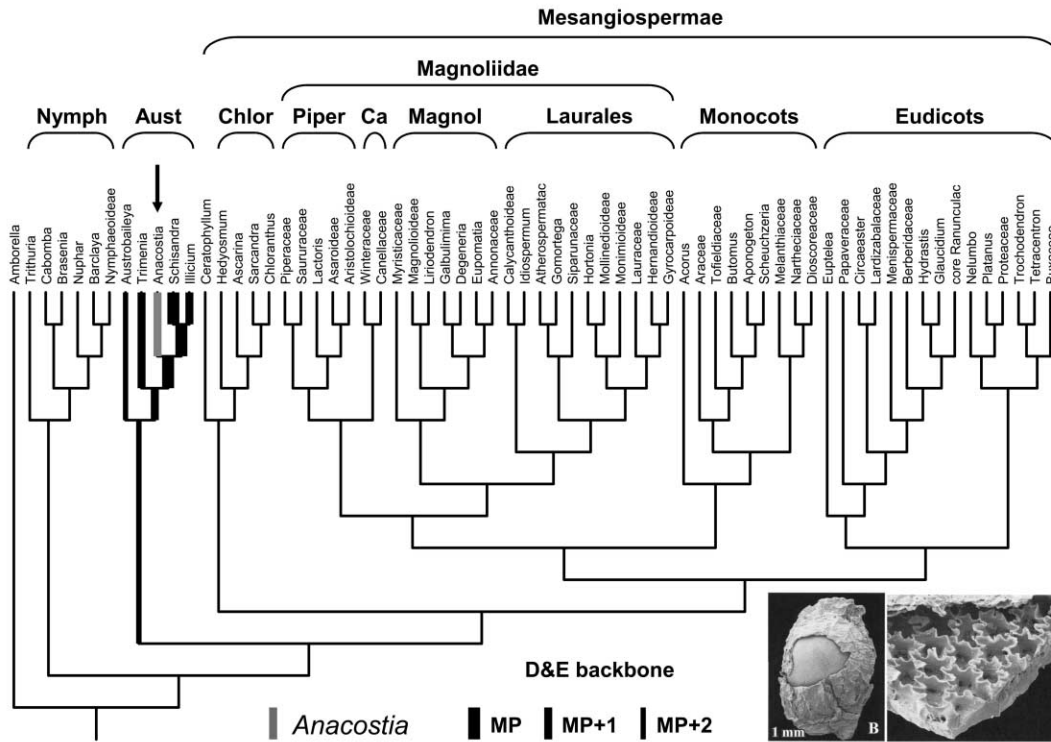 Mesangiospermae
Magnoliidae
Nymph Aust Chlor Piper Ca Magnol Laurales Monocots Eudicots
Amborella
Trithuria
Cabomba
Brasenia
Nuphar
Barclaya
Nymphaeoideae
Austrobaileya
Trimenia
Anacostia
Schisandra
Illicium
Ceratophyllum
Hedyosmum
Ascarina
Sarcandra
Chloranthus
Piperaceae
Saururaceae
Lactoris
Asaroideae
Aristolochioideae
Winteraceae
Canellaceae
Myristicaceae
Magnolioideae
Liriodendron
Galbulimima
Degeneria
Eupomatia
Annonaceae
Calycanthoideae
Idiospermum
Atherospermatac
Gomortega
Sipanunaceae
Hortonia
Mollinedioideae
Monimioideae
Lauraceae
Hernandioideae
Gyrocarpoideae
Acorus
Araceae
Tofieldiaceae
Butomus
Aponogeton
Scheuchzeria
Melanthiaceae
Nartheciaceae
Dioscoreaceae
Euptelea
Papaveraceae
Circaeaster
Lardizabalaceae
Menispermaceae
Berberidaceae
Hydrastis
Glaucidium
core Ranunculac
Nelumbo
Platanus
Proteaceae
Trochodendron
Tetracentron
D&E backbone
Anacostia MP MP+1 MP+2
1 mm B